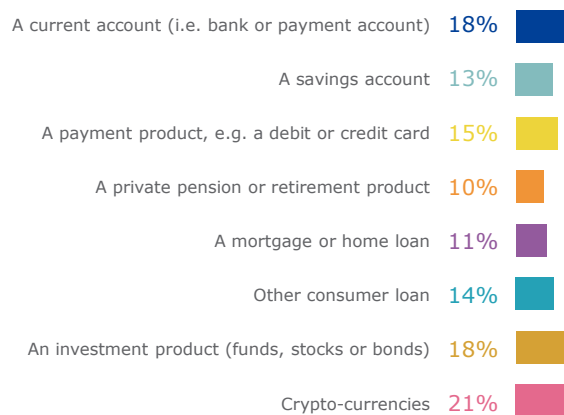 A current account (i.e. bank or payment account) 18%
A savings account 13%
A payment product, e.g. a debit or credit card 15%
A private pension or retirement product 10%
A mortgage or home loan 11%
Other consumer loan 14%
An investment product (funds, stocks or bonds) 18%
Crypto-currencies 21%